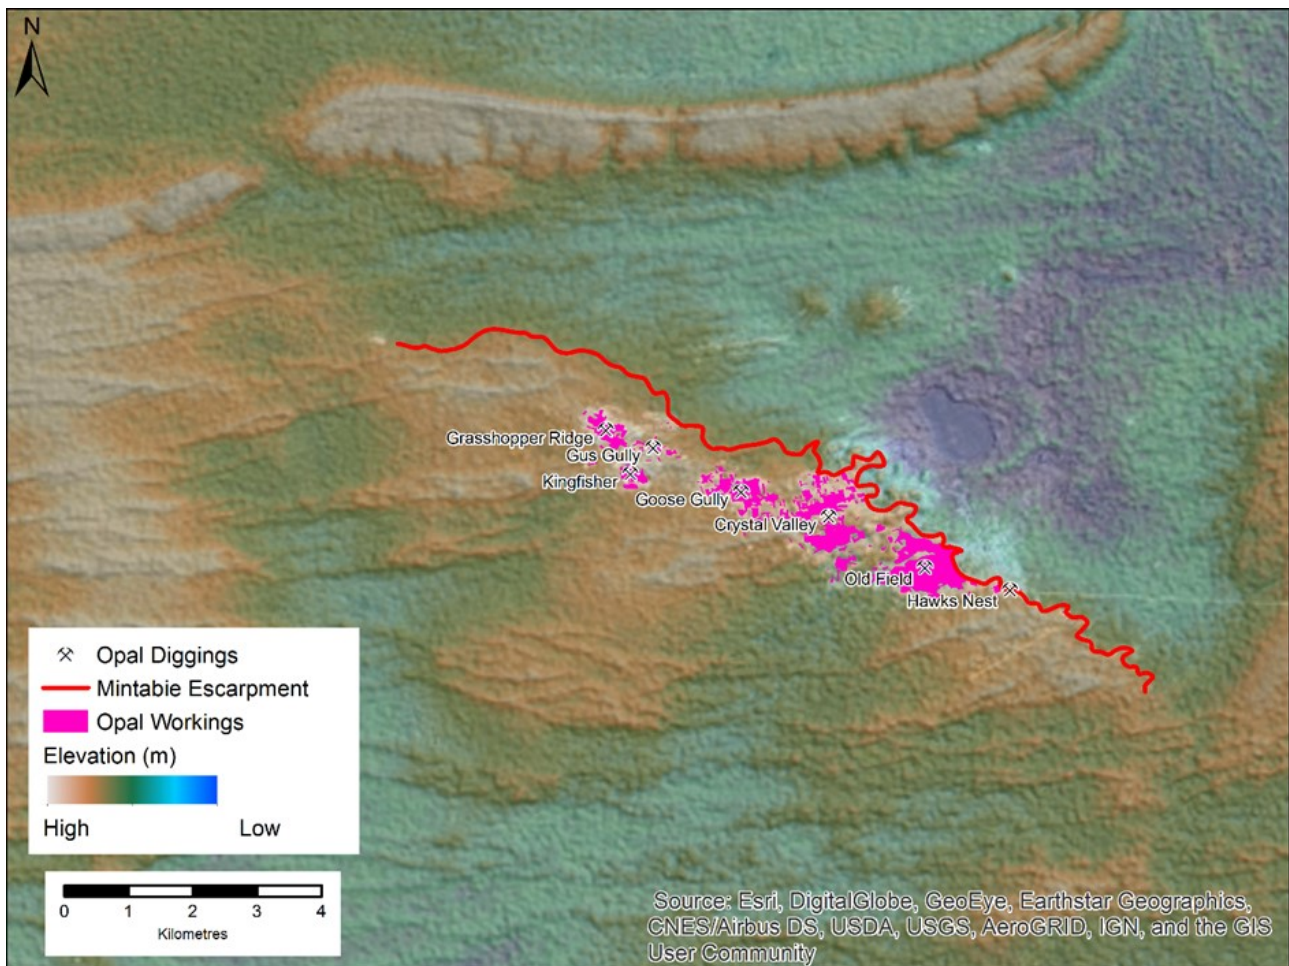 N
Grasshopper Ridge
Gus Gully
Kingfisher
Goose Gully
Crystal Valley
Old Field
Hawks Nest
Opal Diggings
Mintabie Escarpment
Opal Workings
Elevation (m)
High Low
0 1 2 3 4
Kilometres
Source: Esri, DigitalGlobe, GeoEye, Earthstar Geographics,
CNES/Airbus DS, USDA, USGS, AeroGRID, IGN, and the GIS
User Community